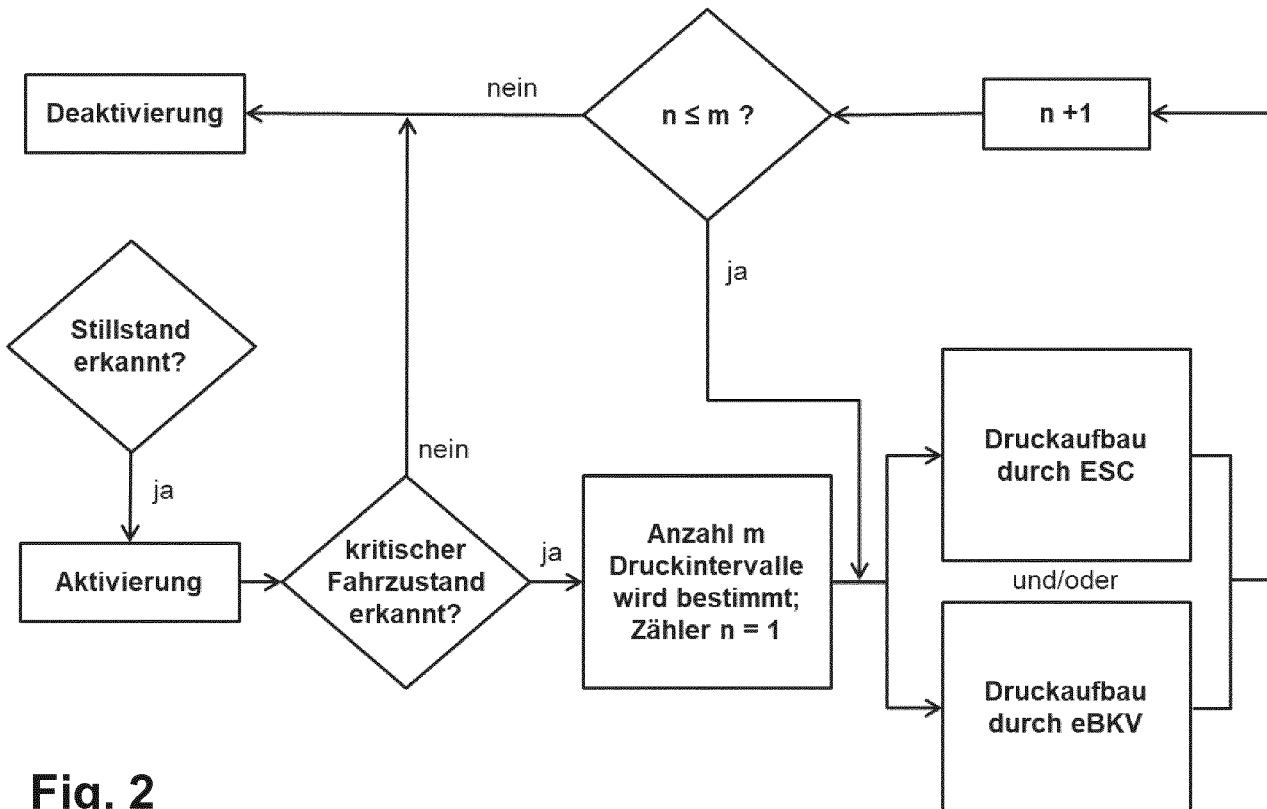 nein
Deaktivierung
n ≤ m ?
n +1
ja
Stillstand
erkannt?
ja
Aktivierung
nein
kritischer
Fahrzustand
erkannt?
ja
Anzahl m
Druckintervalle
wird bestimmt;
Zähler n = 1
Druckaufbau
durch ESC
und/oder
Druckaufbau
durch eBKV
Fig. 2